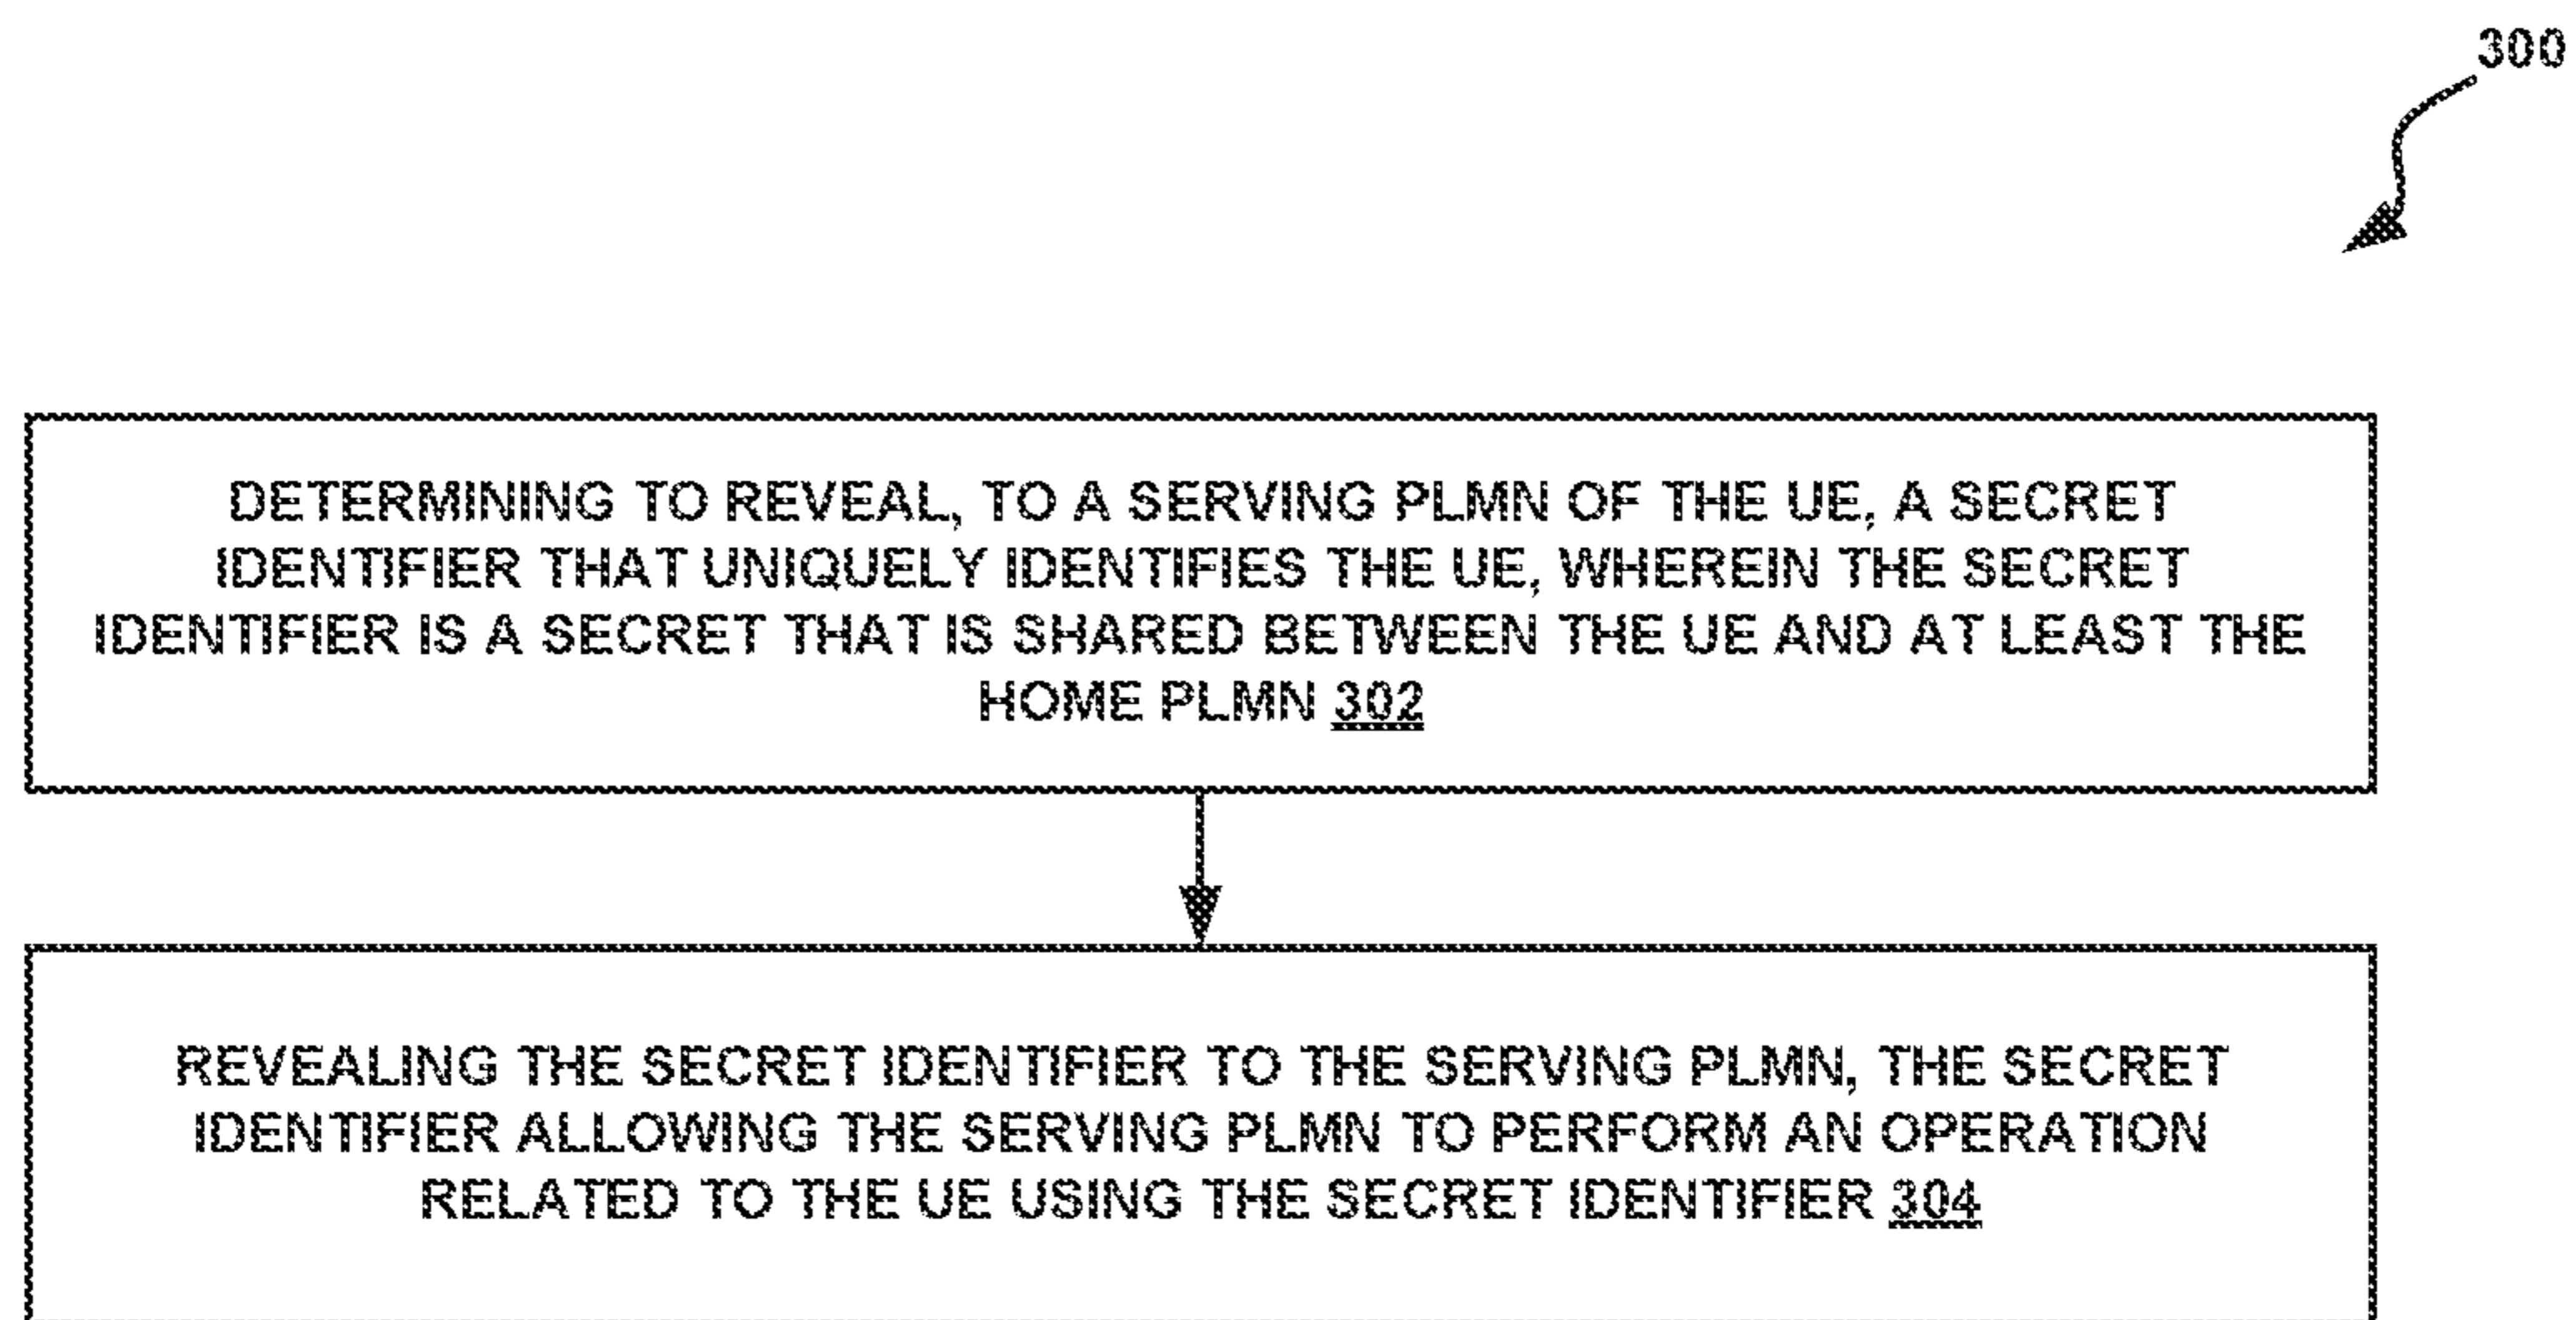 300
DETERMINING TO REVEAL, TO A SERVING PLMN OF THE UE, A SECRET
IDENTIFIER THAT UNIQUELY IDENTIFIES THE UE, WHEREIN THE SECRET
IDENTIFIER IS A SECRET THAT IS SHARED BETWEEN THE UE AND AT LEAST THE
HOME PLMN 302
REVEALING THE SECRET IDENTIFIER TO THE SERVING PLMN, THE SECRET
IDENTIFIER ALLOWING THE SERVING PLMN TO PERFORM AN OPERATION
RELATED TO THE UE USING THE SECRET IDENTIFIER 304